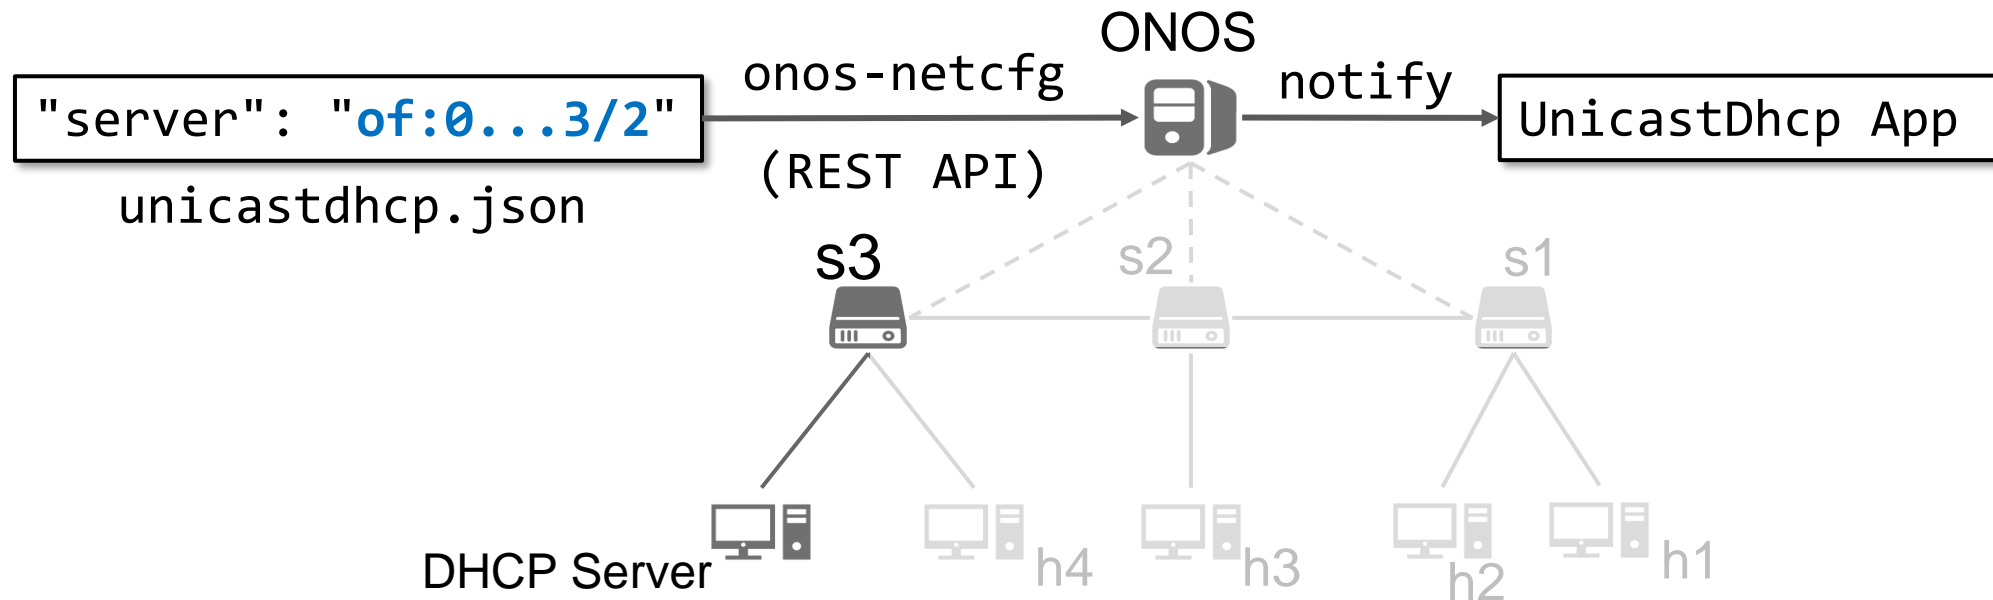 ONOS
onos-netcfg
notify
"server": "of:0...3/2"
UnicastDhcp App
(REST API)
unicastdhcp.json
s3
s2
s1
DHCP Server
h4
h3
h2
h1